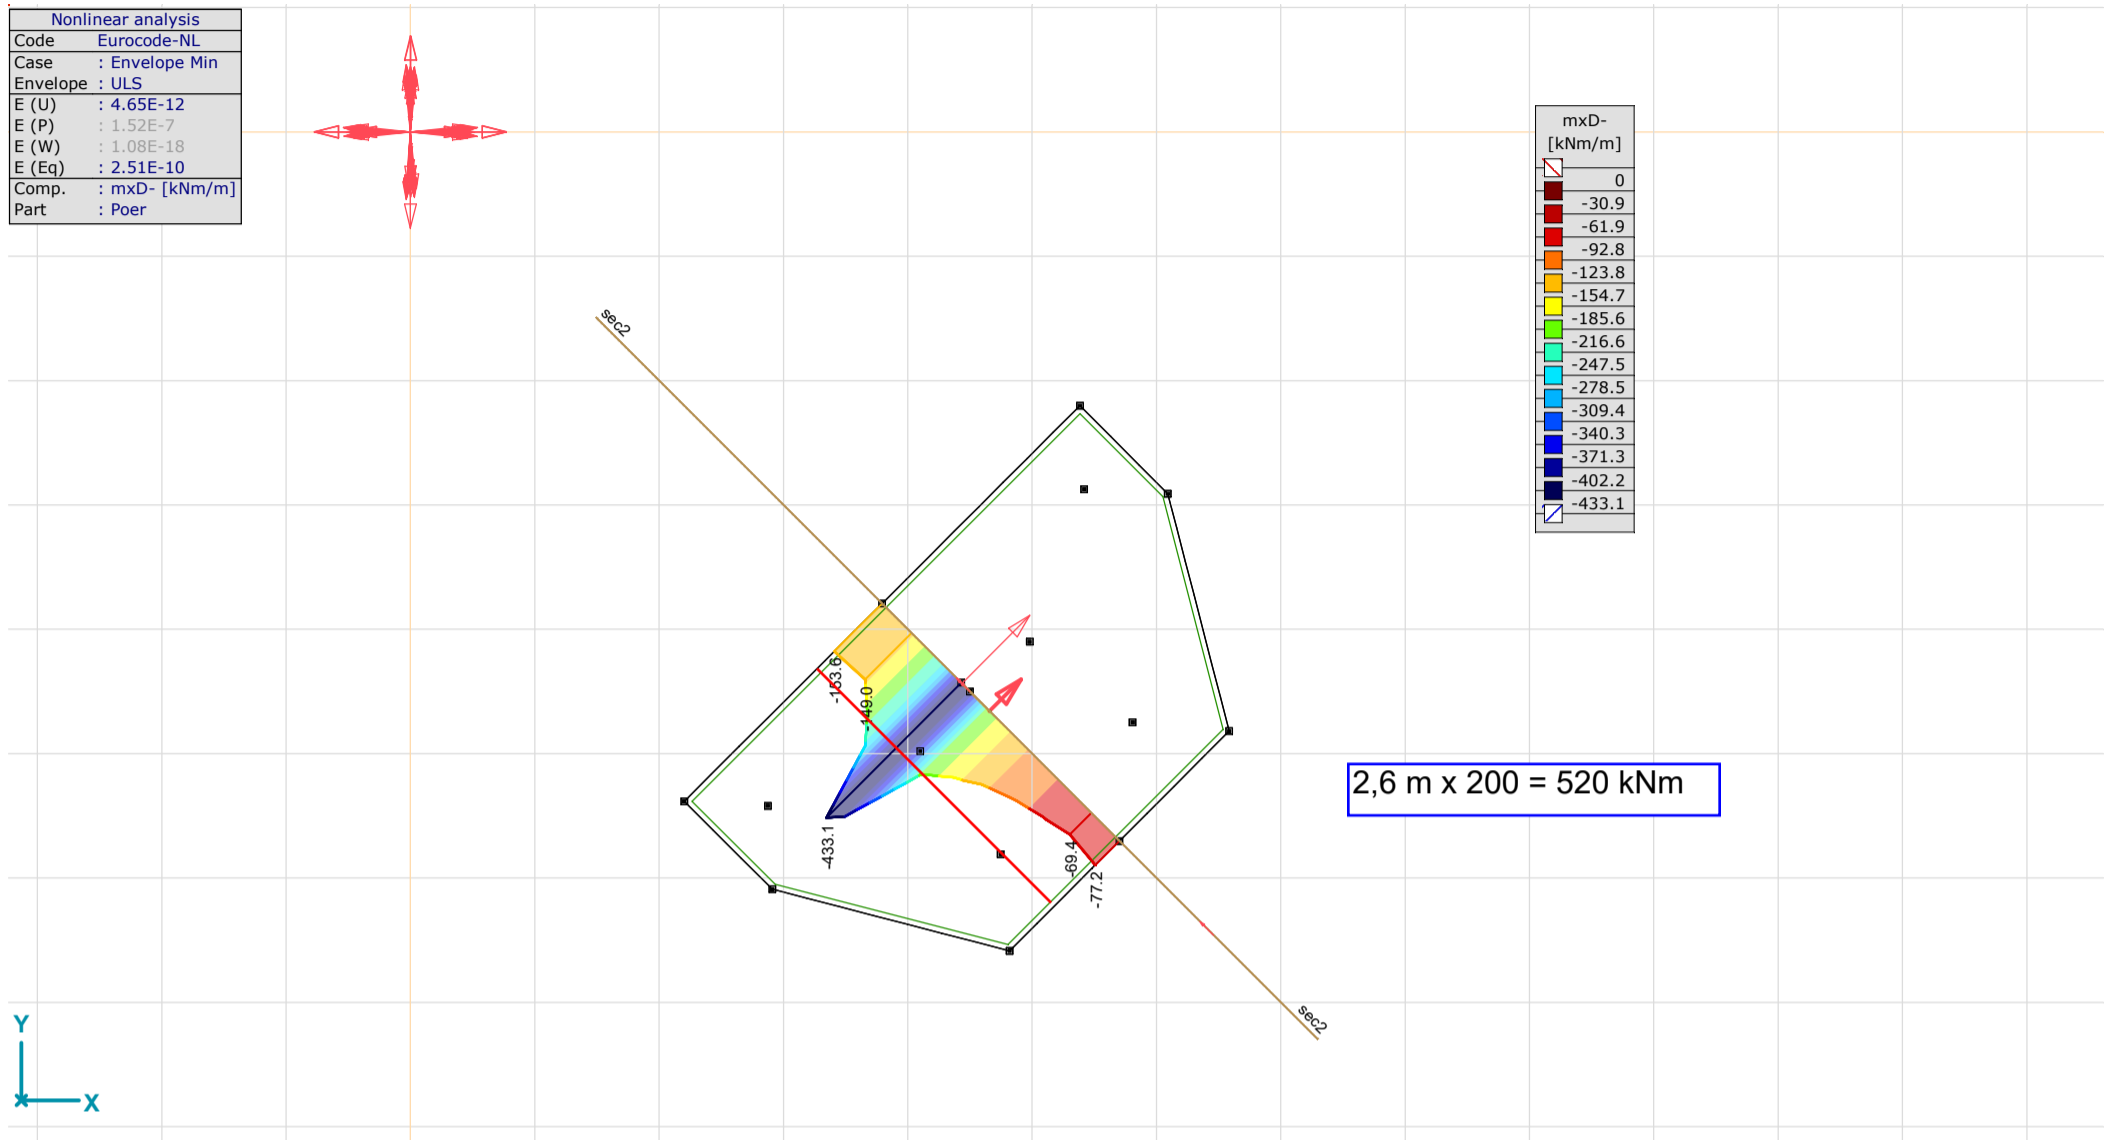 Nonlinear analysis
Code Eurocode-NL
Case : Envelope Min
Envelope : ULS
E (U) : 4.65E-12
E (P) : 1.52E-7
E (W) : 1.08E-18
E (Eq) : 2.51E-10
Comp. : mxD- [kNm/m]
Part : Poer
mxD-
[kNm/m]
0
-30.9
-61.9
-92.8
-123.8
-154.7
-185.6
-216.6
-247.5
-278.5
-309.4
-340.3
-371.3
-402.2
-433.1
sec2
-153.6
-149.0
-433.1
-69.4
-77.2
2,6 m x 200 = 520 kNm
sec2
Y
X